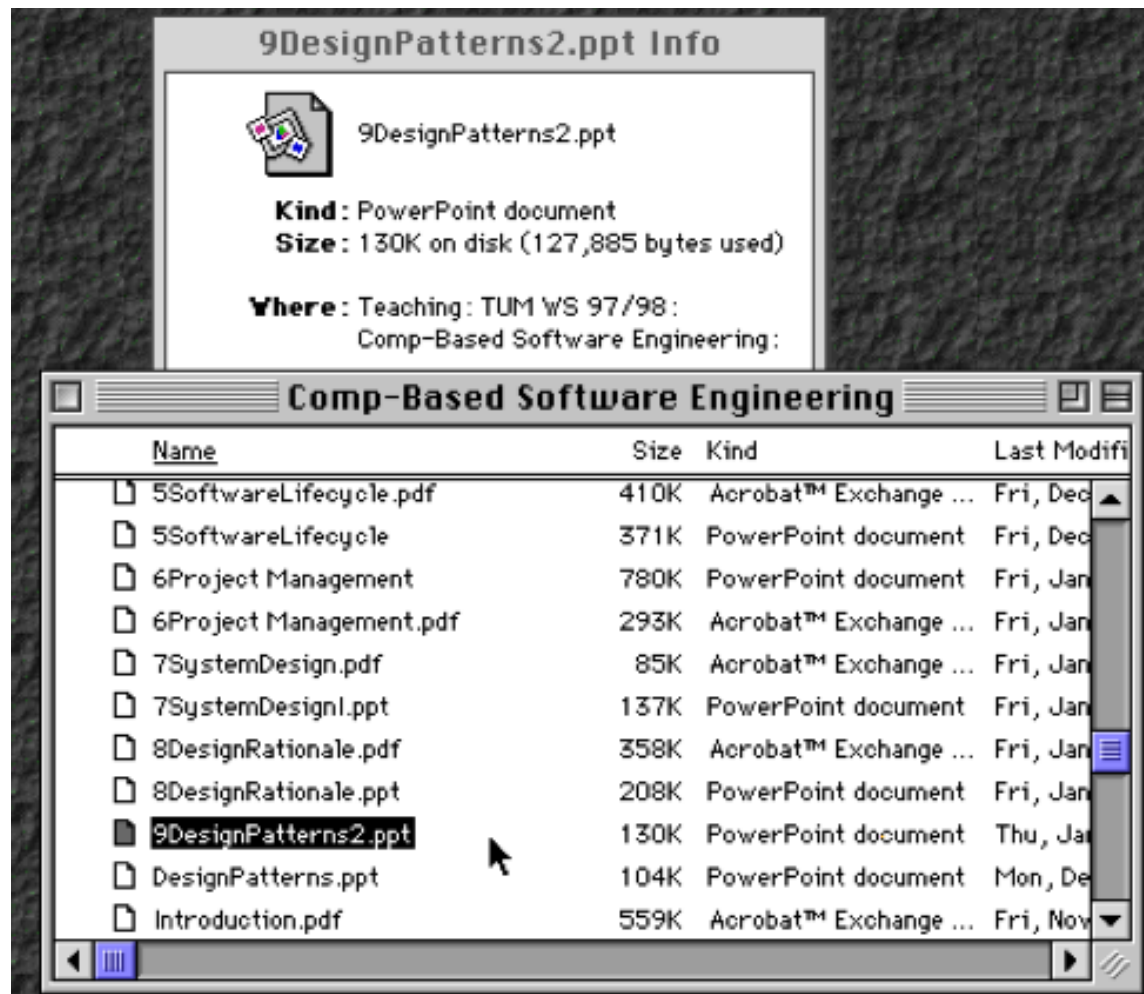 9DesignPatterns2.ppt Info
9DesignPatterns2.ppt
Kind: PowerPoint document
Size: 130K on disk (127,885 bytes used)
Where: Teaching: TUM WS 97/98:
Comp-Based Software Engineering:
Comp-Based Software Engineering
Name Size Kind Last Modifi
5SoftwareLifecycle.pdf 410K Acrobat™ Exchange ... Fri, Dec
5SoftwareLifecycle 371K PowerPoint document Fri, Dec
6Project Management 780K PowerPoint document Fri, Jan
6Project Management.pdf 293K Acrobat™ Exchange ... Fri, Jan
7SystemDesign.pdf 85K Acrobat™ Exchange ... Fri, Jan
7SystemDesignI.ppt 137K PowerPoint document Fri, Jan
8DesignRationale.pdf 358K Acrobat™ Exchange ... Fri, Jan
8DesignRationale.ppt 208K PowerPoint document Fri, Jan
9DesignPatterns2.ppt 130K PowerPoint document Thu, Jan
DesignPatterns.ppt 104K PowerPoint document Mon, De
Introduction.pdf 559K Acrobat™ Exchange ... Fri, Nov